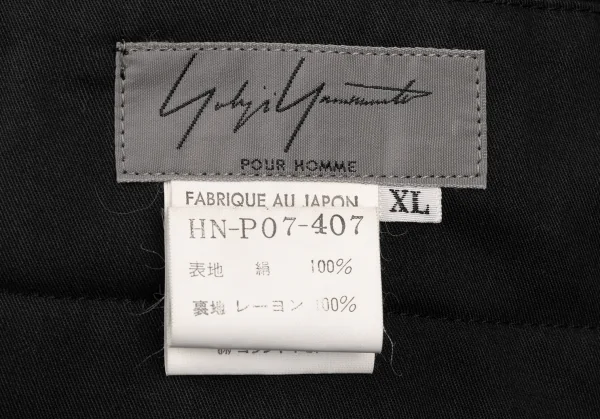 Yohji Yamamoto
POUR HOMME
FABRIQUE AU JAPON
XL
HN-P07-407
表地 絹 100%
裏地 レーヨン 100%